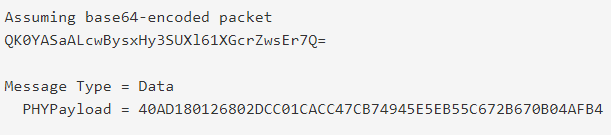 Assuming base64-encoded packet
QK0YASaALcwBysxHy3SUXl61XGcrZwsEr7Q=
Message Type = Data
PHYPayload = 40AD180126802DCC01CACC47CB74945E5EB55C672B670B04AFB4